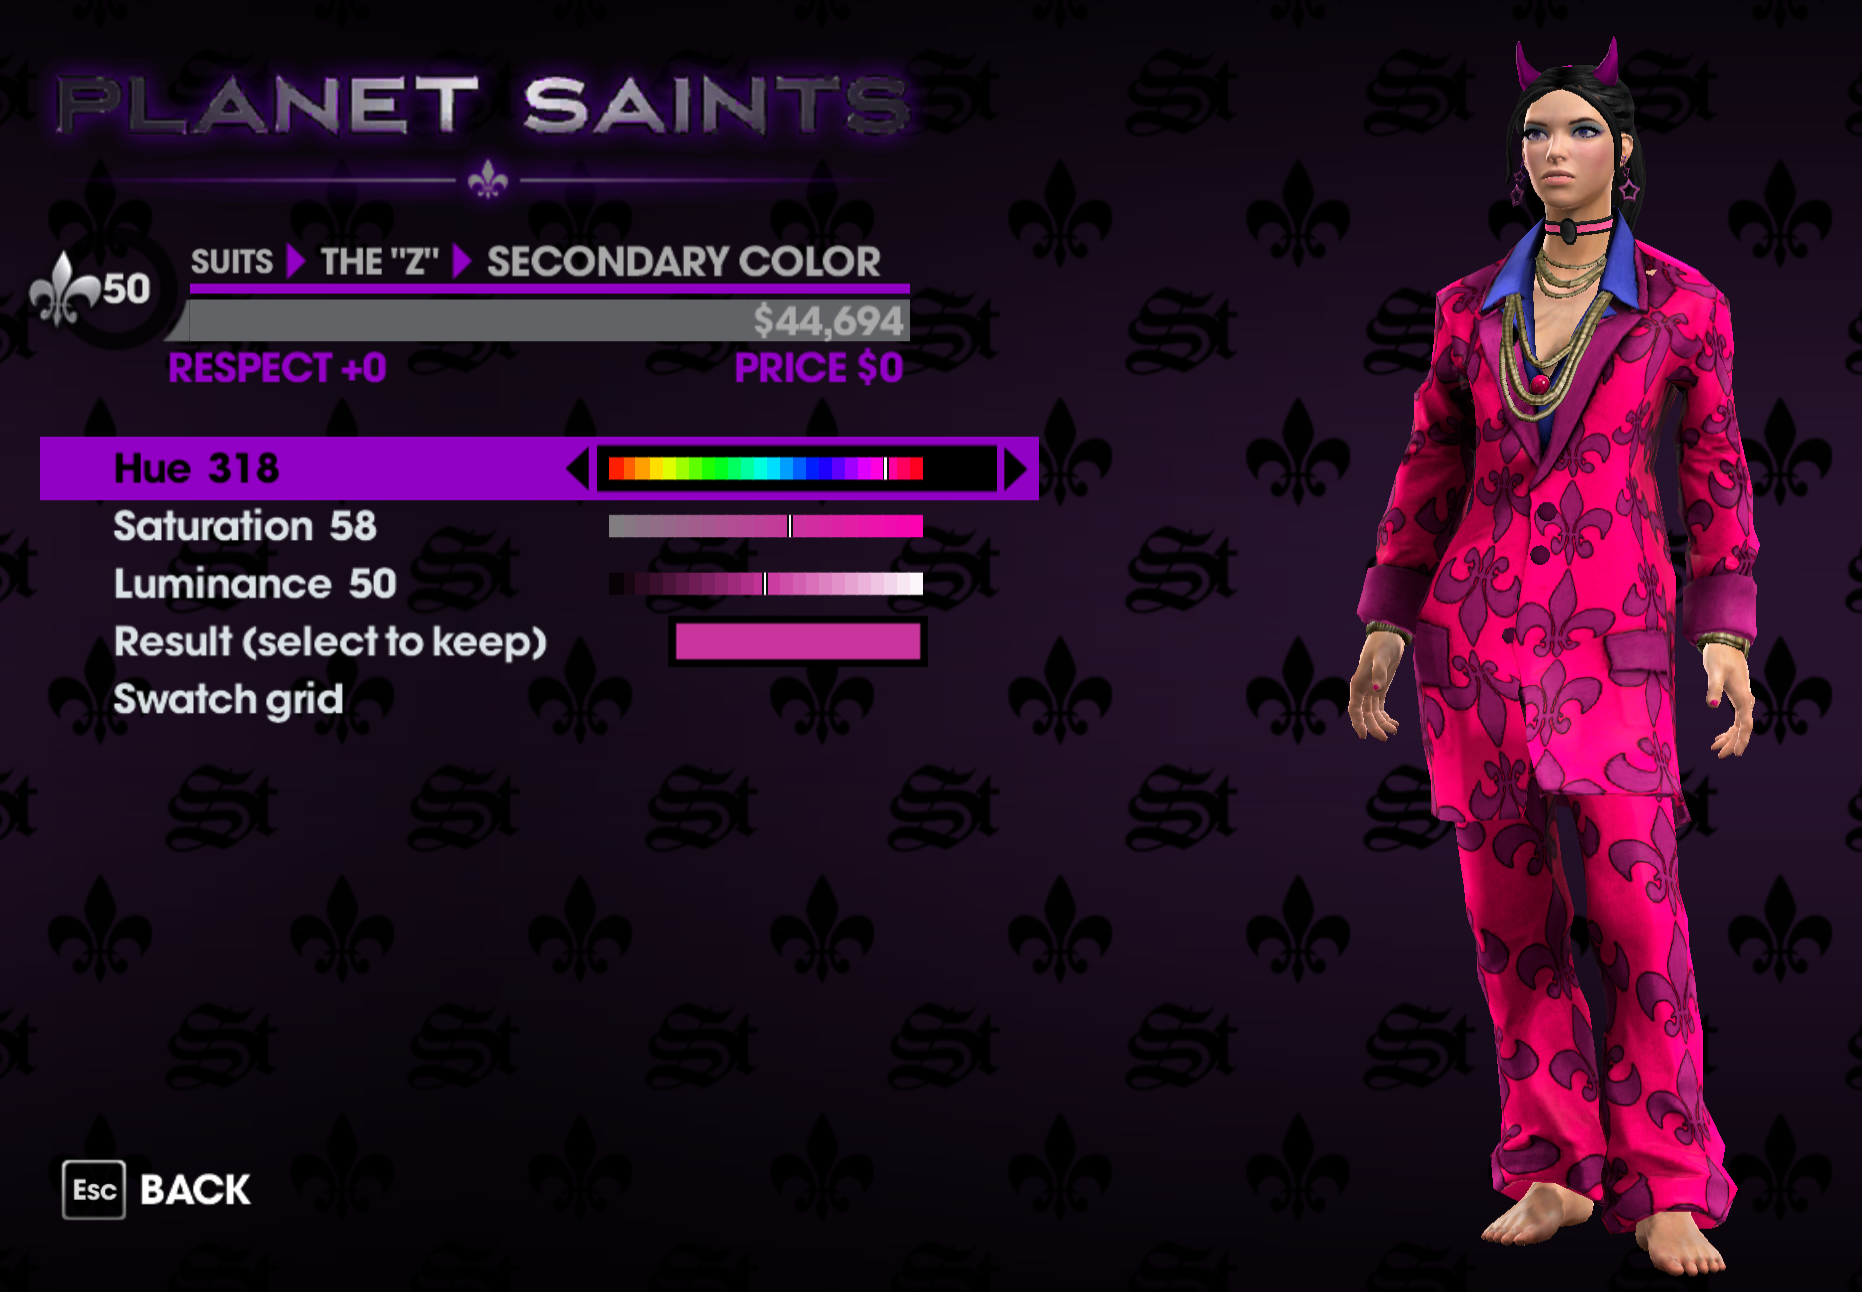 PLANET SAINTS
50
SUITS THE "Z" SECONDARY COLOR
$44,694
RESPECT +0 PRICE $0
Hue 318
Saturation 58
Luminance 50
Result (select to keep)
Swatch grid
Esc BACK